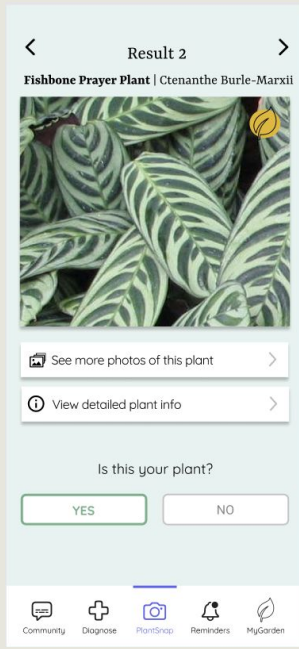 Result 2
Fishbone Prayer Plant | Ctenanthe Burle-Marxii
See more photos of this plant
View detailed plant info
Is this your plant?
YES NO
Community Diagnose PlantSnap Reminders MyGarden